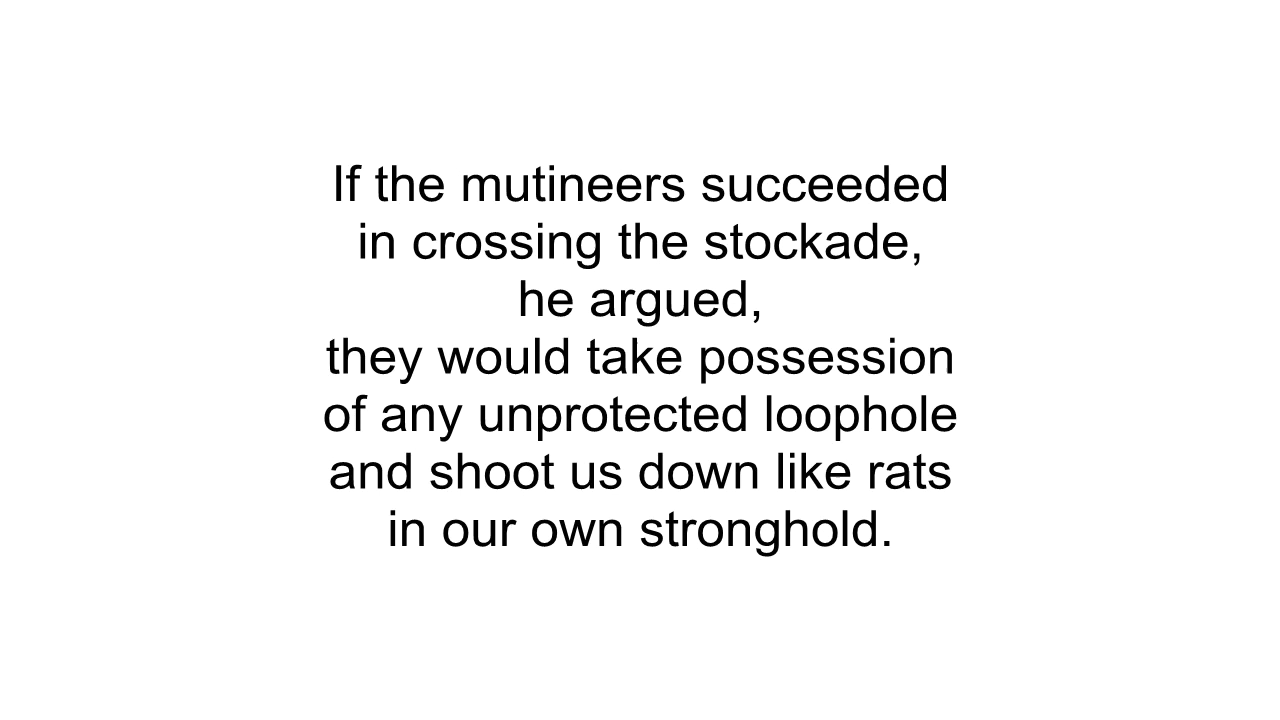 If the mutineers succeeded
in crossing the stockade,
he argued,
they would take possession
of any unprotected loophole
and shoot us down like rats
in our own stronghold.